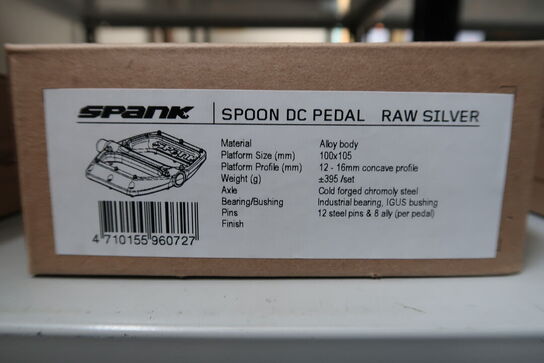 SPANK SPOON DC PEDAL RAW SILVER
Material Alloy body
Platform Size (mm) 100x105
Platform Profile (mm) 12 - 16mm concave profile
Weight (g) ±395 /set
Axle Cold forged chromoly steel
Bearing/Bushing Industrial bearing, IGUS bushing
Pins 12 steel pins & 8 ally (per pedal)
Finish
SPANK
4 710155 960727